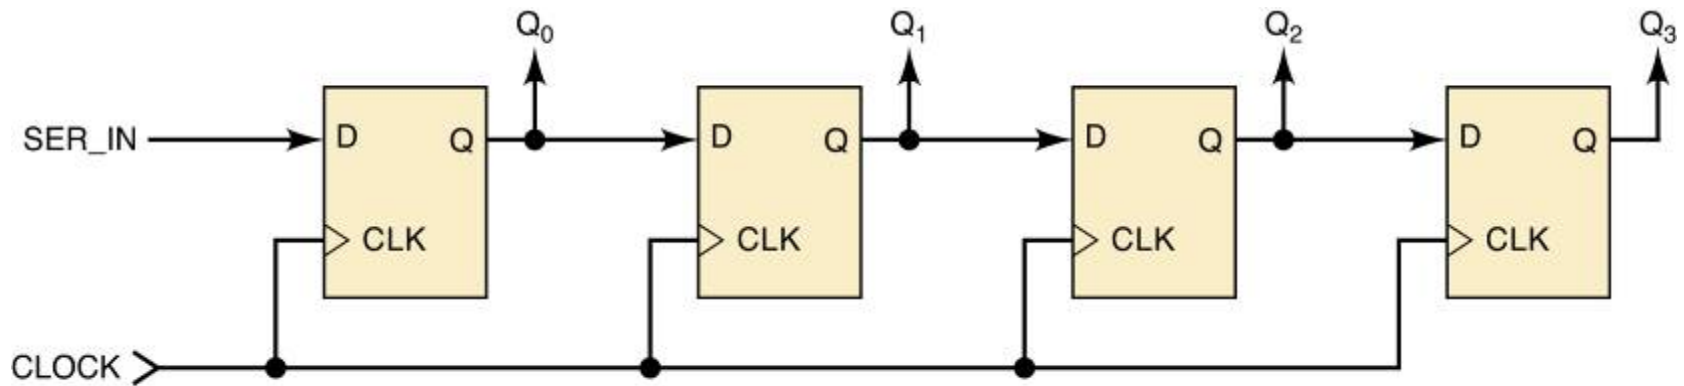 Q₀ Q₁ Q₂ Q₃
SER_IN D Q D Q D Q D Q
CLK CLK CLK CLK
CLOCK